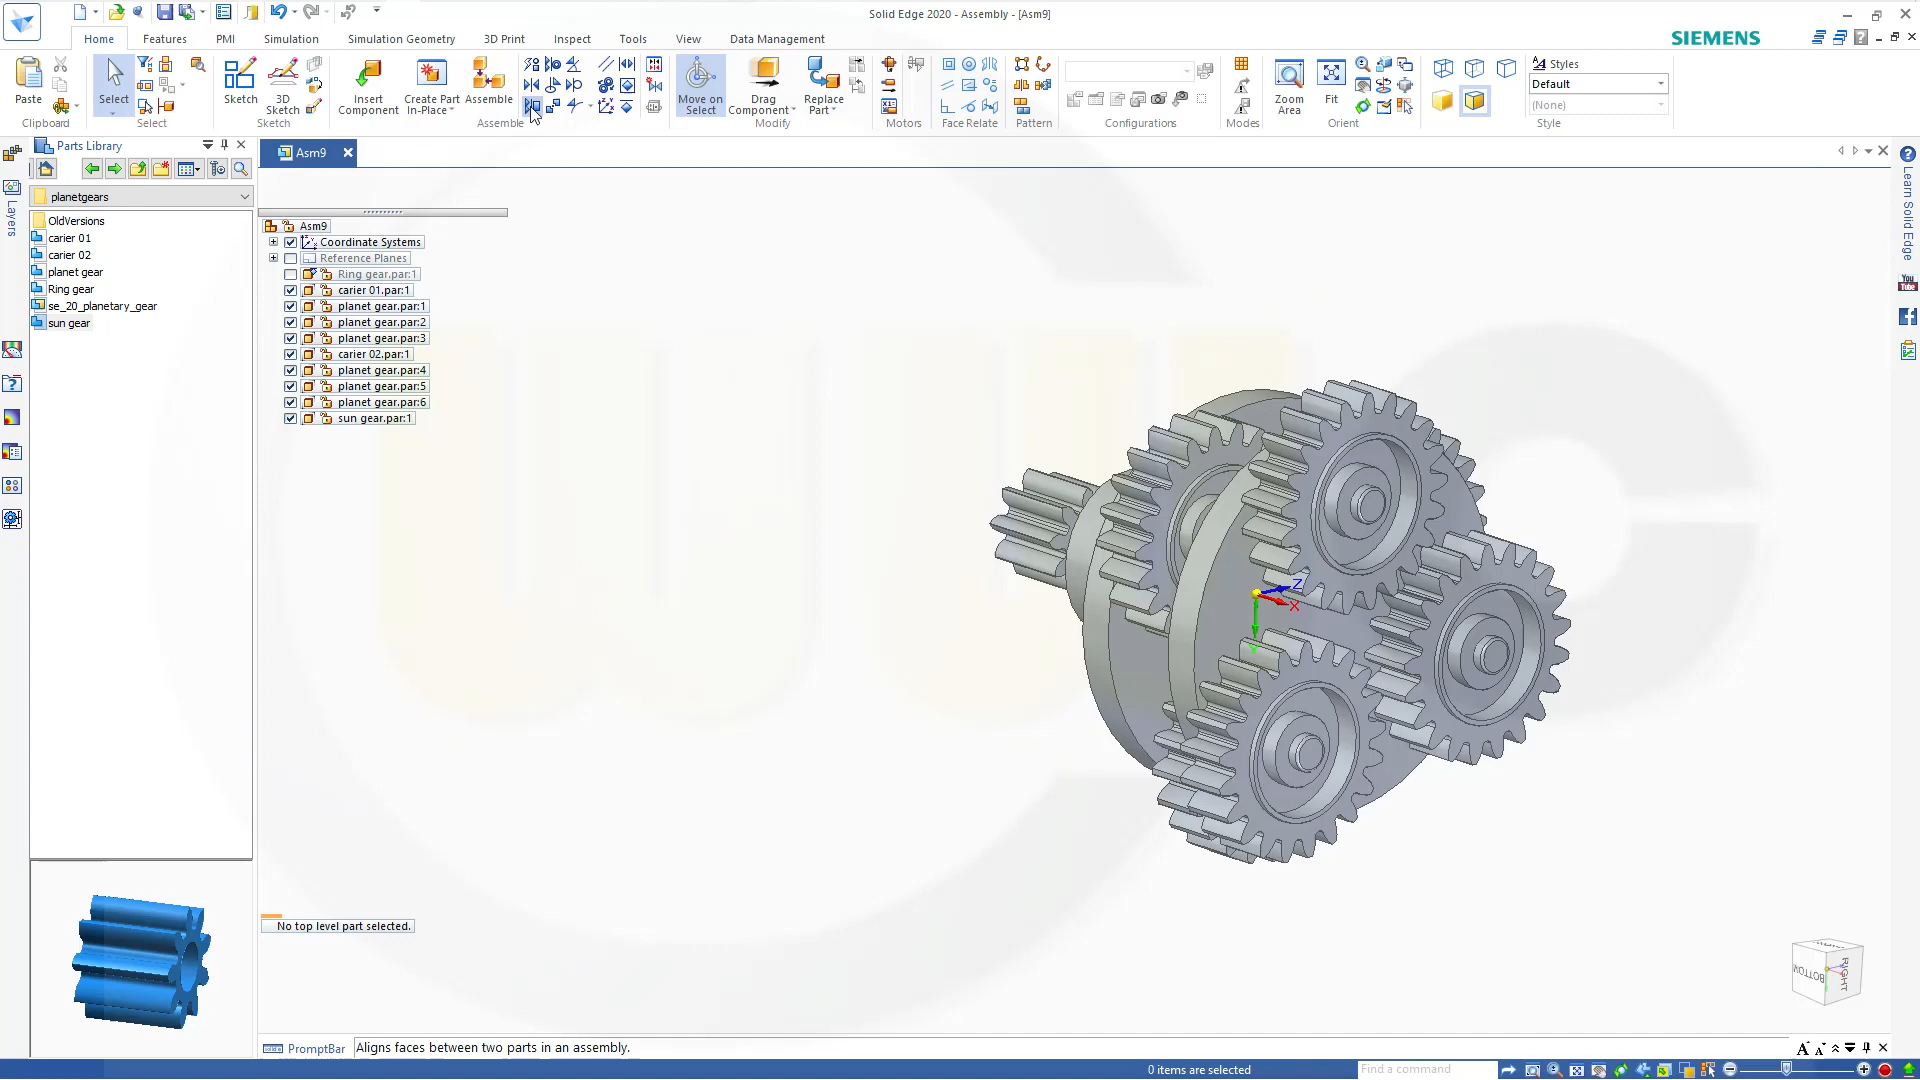 Solid Edge 2020 - Assembly - [Asm9]
Home
Features
PMI
Simulation
Simulation Geometry
3D Print
Inspect
Tools
View
Data Management
SIEMENS
Paste
Clipboard
Select
Select
Sketch
3D
Sketch
Sketch
Insert
Component
Create Part
In-Place
Assemble
Assemble
Move on
Select
Drag
Component
Replace
Part
Modify
Motors
Face Relate
Pattern
Configurations
Modes
Zoom
Area
Fit
Orient
Styles
Default
(None)
Style
Parts Library
planetgears
OldVersions
carier 01
carier 02
planet gear
Ring gear
se_20_planetary_gear
sun gear
Layers
Asm9
Asm9
Coordinate Systems
Reference Planes
Ring gear.par:1
carier 01.par:1
planet gear.par:1
planet gear.par:2
planet gear.par:3
carier 02.par:1
planet gear.par:4
planet gear.par:5
planet gear.par:6
sun gear.par:1
No top level part selected.
Z
X
Y
BOTTOM
RIGHT
Learn Solid Edge
You
Tube
PromptBar
Aligns faces between two parts in an assembly.
0 items are selected
Find a command